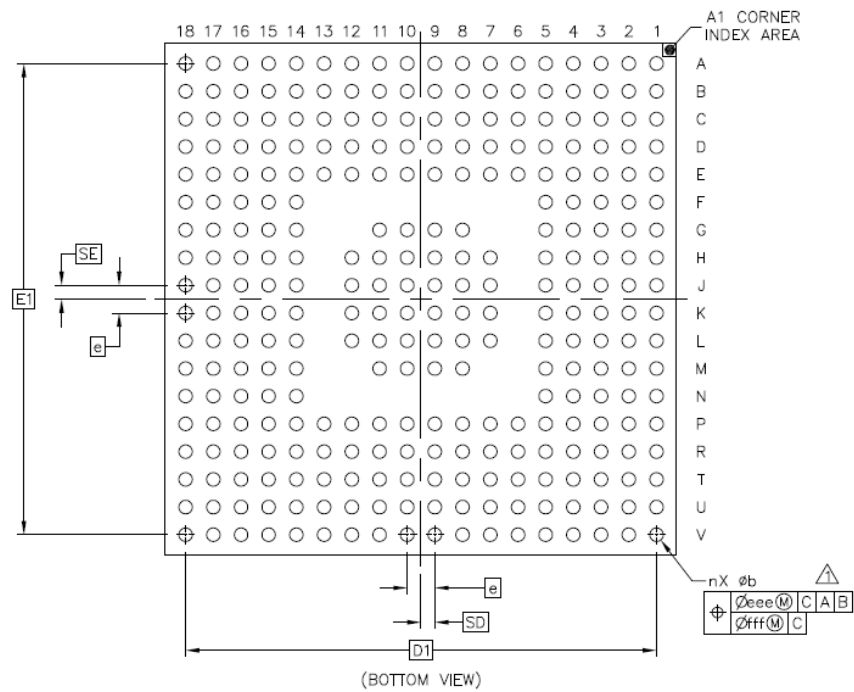 A1 CORNER
INDEX AREA
18 17 16 15 14 13 12 11 10 9 8 7 6 5 4 3 2 1
A
B
C
D
E
F
G
SE
H
J
E1
K
e
L
M
N
P
R
T
U
V
nX øb
1
e
Øeee Ⓜ C A B
SD
Øfff Ⓜ C
D1
(BOTTOM VIEW)